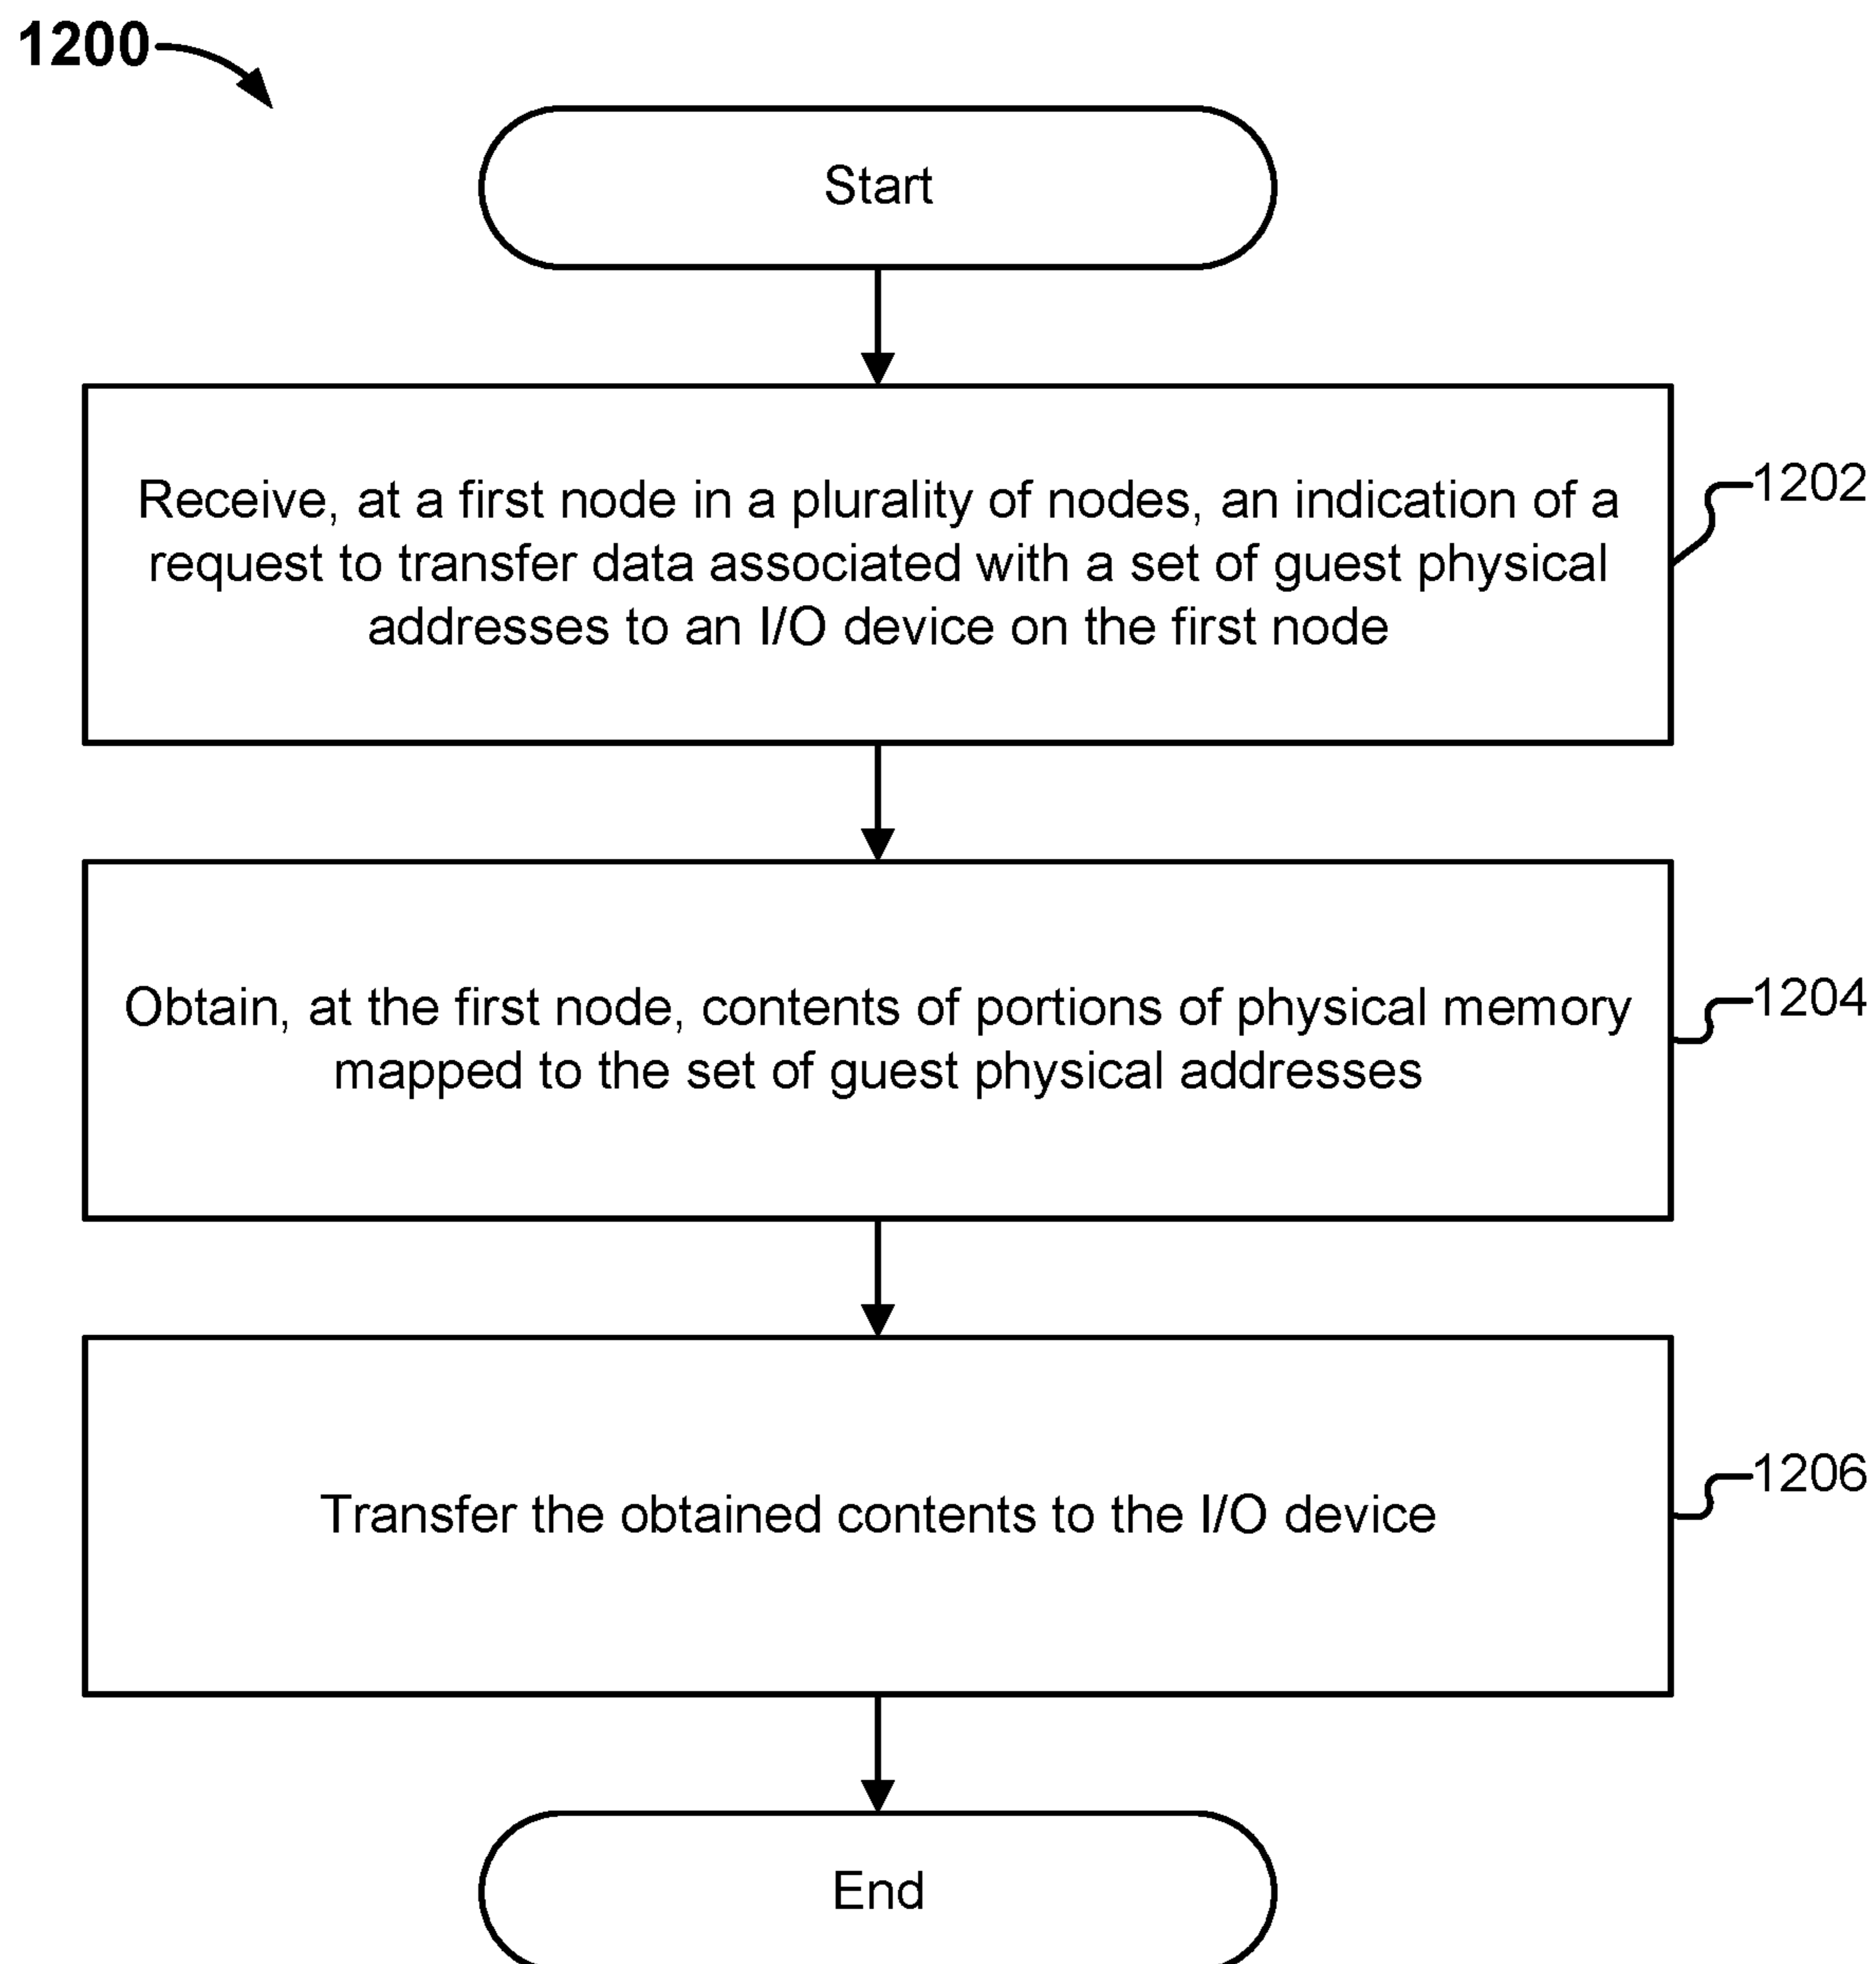 1200
Start
Receive, at a first node in a plurality of nodes, an indication of a
request to transfer data associated with a set of guest physical
addresses to an I/O device on the first node
1202
Obtain, at the first node, contents of portions of physical memory
mapped to the set of guest physical addresses
1204
Transfer the obtained contents to the I/O device
1206
End